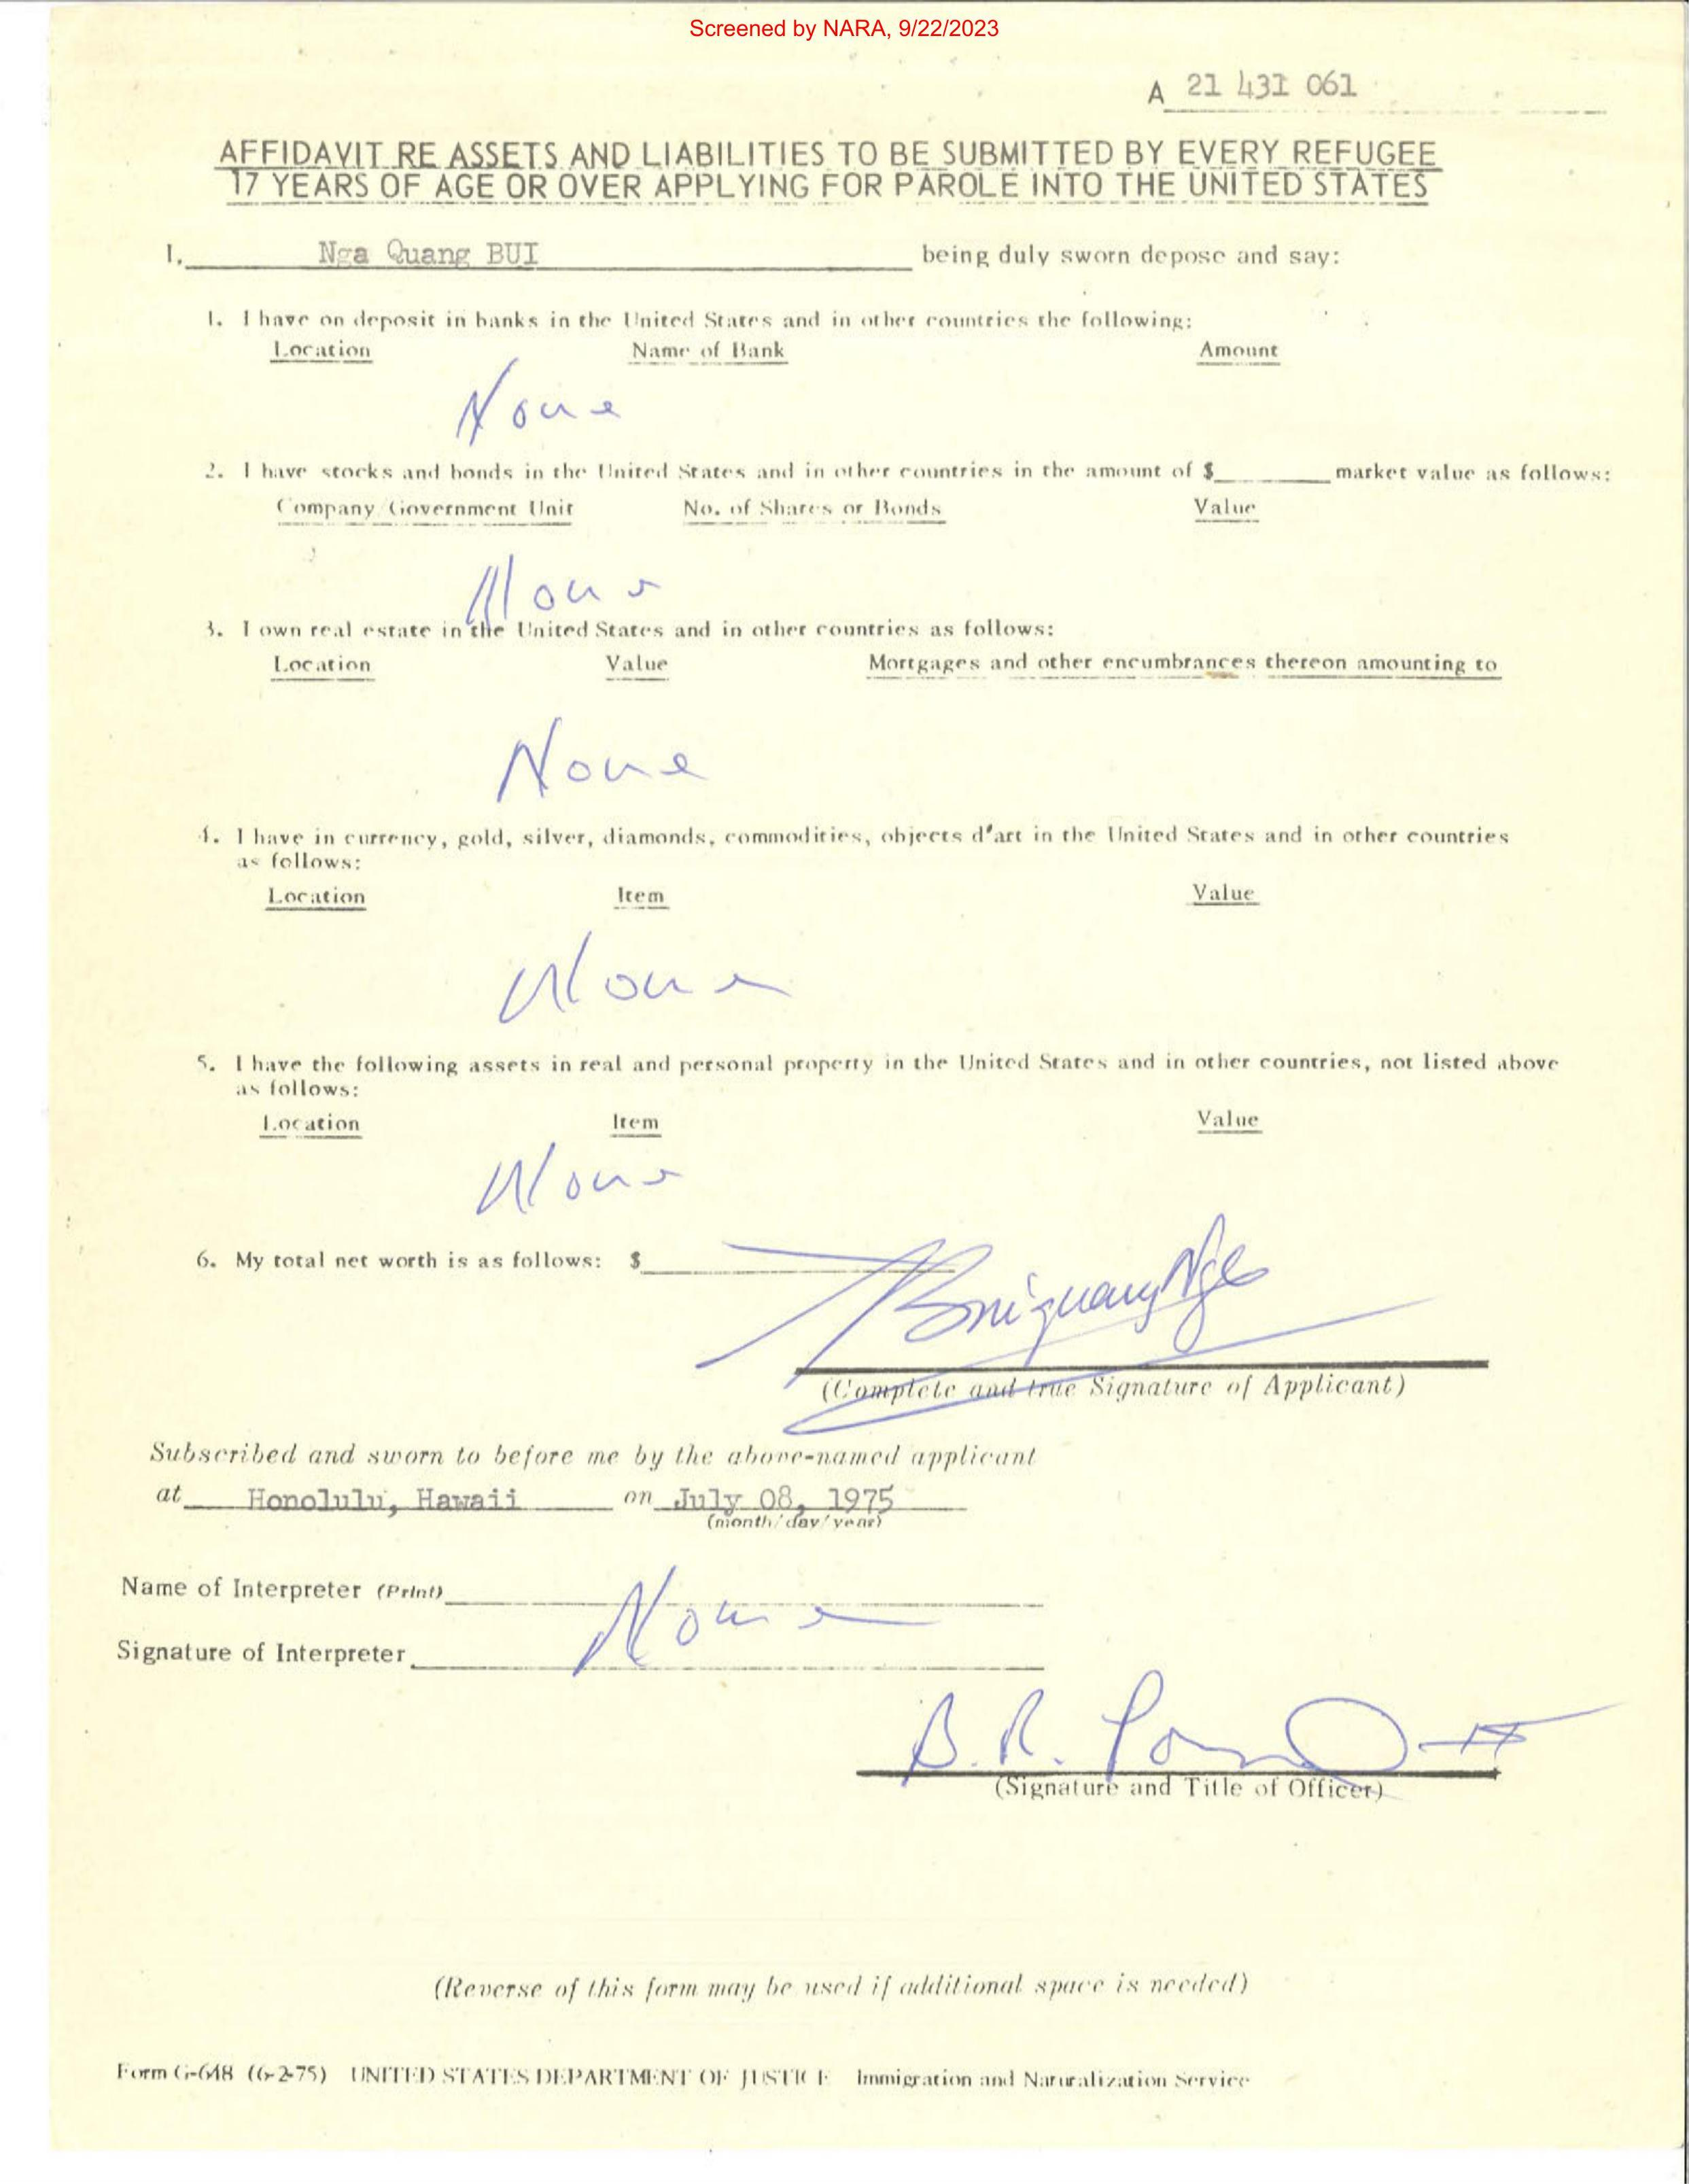 Screened by NARA, 9/22/2023
A 21 431 061
AFFIDAVIT RE ASSETS AND LIABILITIES TO BE SUBMITTED BY EVERY REFUGEE
17 YEARS OF AGE OR OVER APPLYING FOR PAROLE INTO THE UNITED STATES
I, Nga Quang BUI being duly sworn depose and say:
1. I have on deposit in banks in the United States and in other countries the following:
Location Name of Bank Amount
None
2. I have stocks and bonds in the United States and in other countries in the amount of $ market value as follows:
Company/Government Unit No. of Shares or Bonds Value
None
3. I own real estate in the United States and in other countries as follows:
Location Value Mortgages and other encumbrances thereon amounting to
None
4. I have in currency, gold, silver, diamonds, commodities, objects d'art in the United States and in other countries
as follows:
Location Item Value
None
5. I have the following assets in real and personal property in the United States and in other countries, not listed above
as follows:
Location Item Value
None
6. My total net worth is as follows: $
Buiquang Nga
(Complete and true Signature of Applicant)
Subscribed and sworn to before me by the above-named applicant
at Honolulu, Hawaii on July 08, 1975
(month/day/year)
Name of Interpreter (Print)
None
Signature of Interpreter
B.R.
(Signature and Title of Officer)
(Reverse of this form may be used if additional space is needed)
Form G-648 (6-2-75) UNITED STATES DEPARTMENT OF JUSTICE Immigration and Naturalization Service